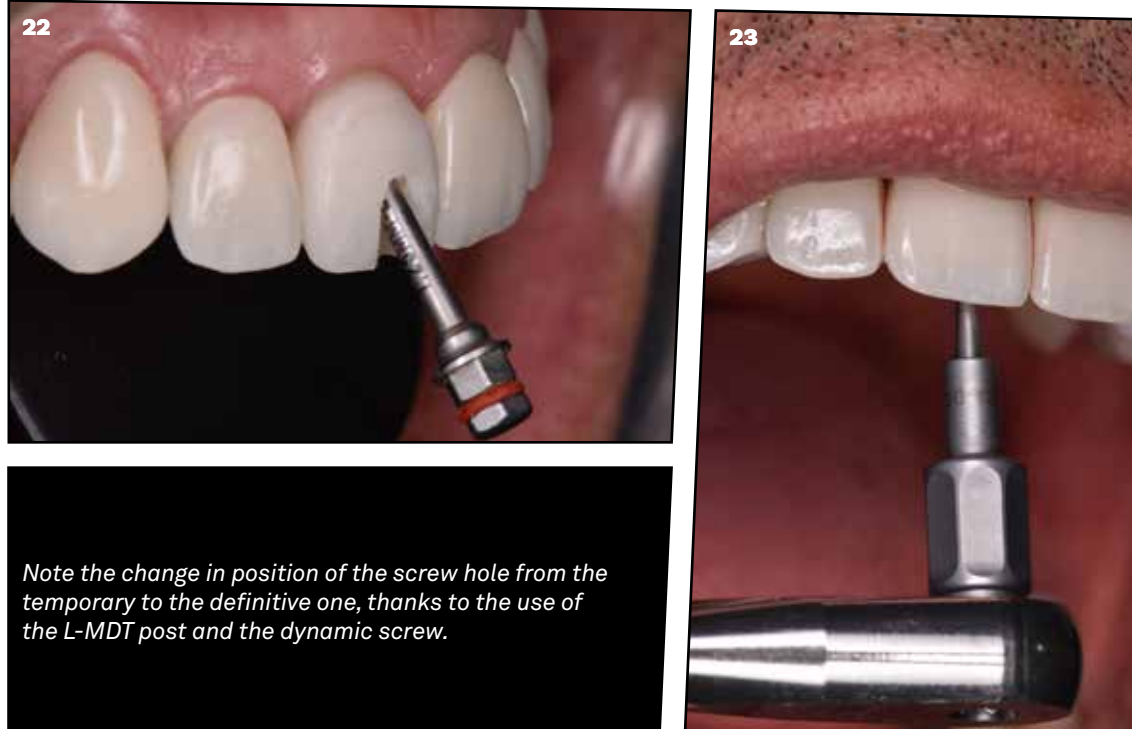 22
23
Note the change in position of the screw hole from the
temporary to the definitive one, thanks to the use of
the L-MDT post and the dynamic screw.